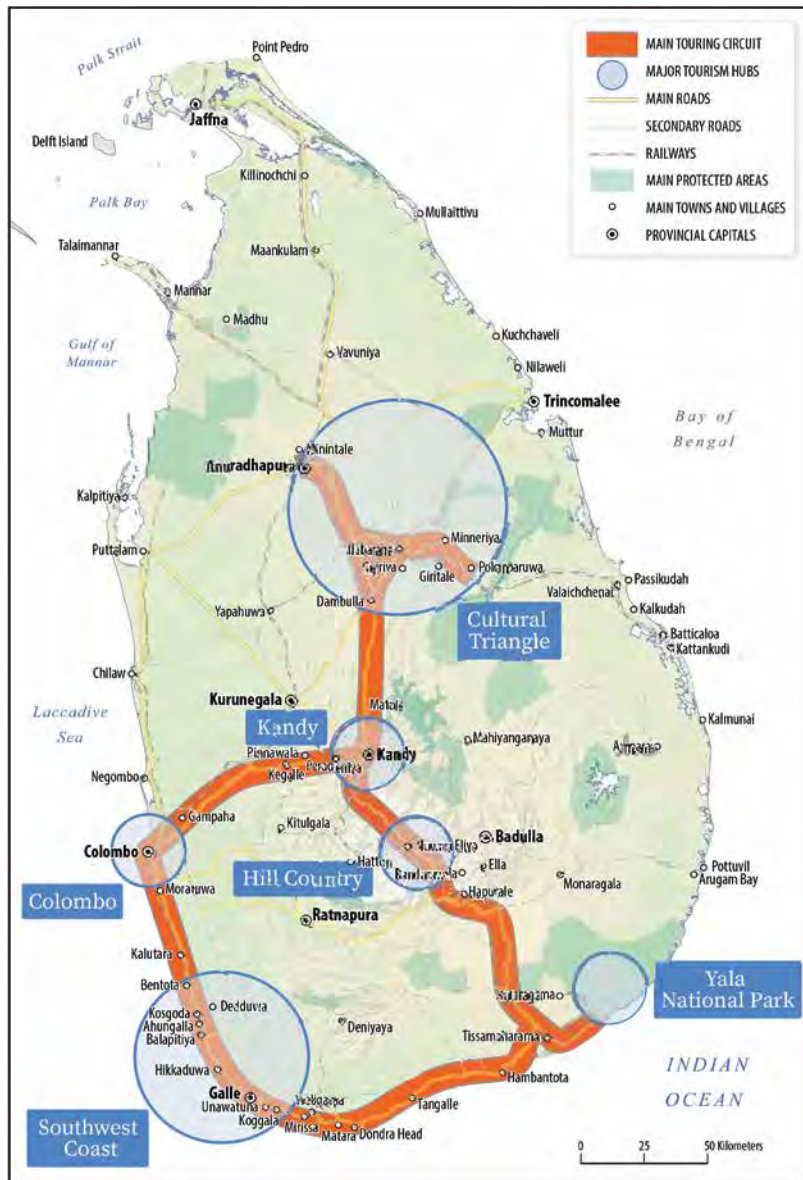 Palk Strait
Point Pedro
Jaffna
Delft Island
Killinochchi
Palk Bay
Mullaittivu
Talaimannar
Maankulam
Mannar
Madhu
Kuchchaveli
Gulf of
Mannar
Vavuniya
Nilaweli
Trincomalee
Bay of
Bengal
Muttur
Kalpitiya
Puttalam
Minneriya
Giritale
Passikudah
Valaichchenai
Dambulla
Kalkudah
Yapahuwa
Cultural
Triangle
Batticaloa
Kattankudi
Chilaw
Kurunegala
Laccadive
Sea
Kandy
Kalmunai
Mahiyanganaya
Pinnawala
Kandy
Kegalle
Negombo
Gampaha
Kitulgala
Colombo
Badulla
Hatton
Ella
Hill Country
Monaragala
Pottuvil
Arugam Bay
Colombo
Moratuwa
Hapurale
Ratnapura
Kalutara
Bentota
Yala
National Park
Kosgoda
Dedduwa
Ahungalla
Balapitiya
Deniyaya
Tissamaharama
Hikkaduwa
Hambantota
INDIAN
OCEAN
Galle
Unawatuna
Koggala
Tangalle
Southwest
Coast
Mirissa
Matara
Dondra Head
0 25 50 Kilometers
MAIN TOURING CIRCUIT
MAJOR TOURISM HUBS
MAIN ROADS
SECONDARY ROADS
RAILWAYS
MAIN PROTECTED AREAS
MAIN TOWNS AND VILLAGES
PROVINCIAL CAPITALS